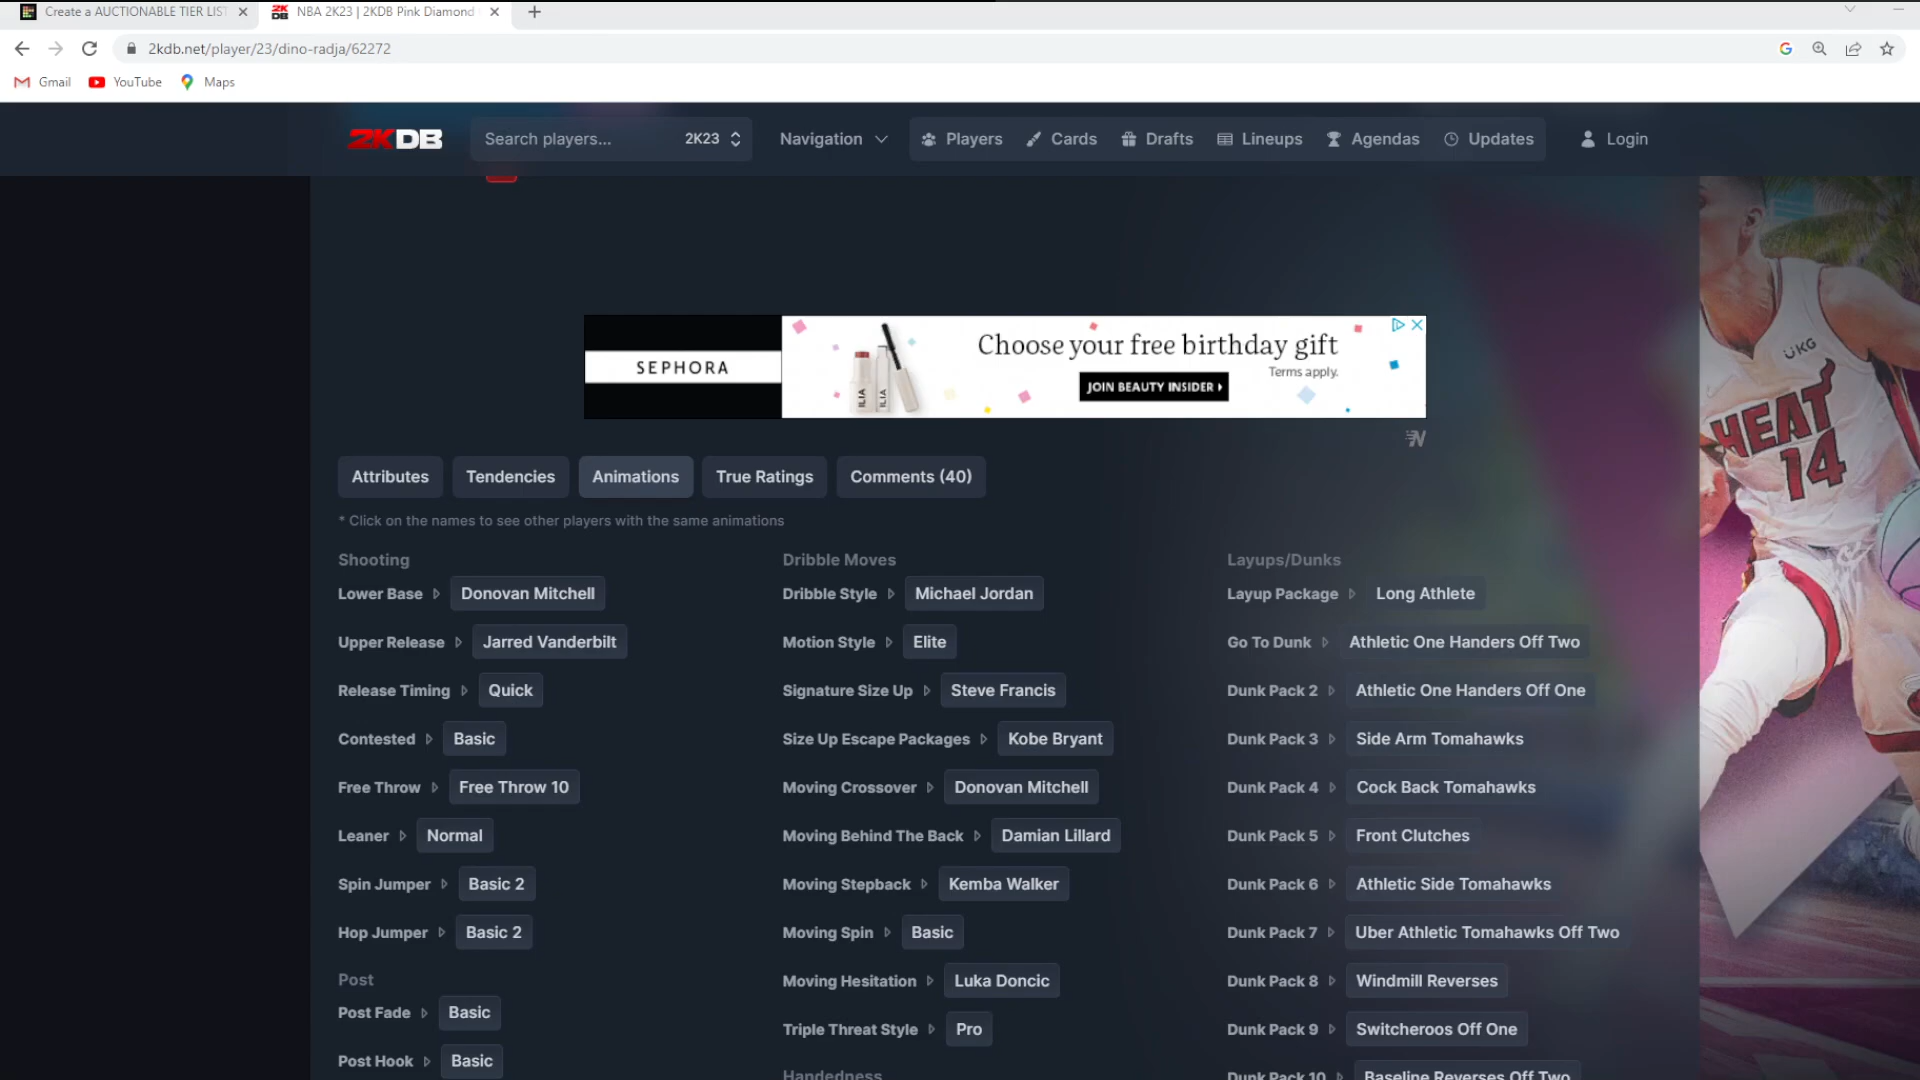 Create a AUCTIONABLE TIER LIST
NBA 2K23 | 2KDB Pink Diamond
2kdb.net/player/23/dino-radja/62272
Gmail
YouTube
Maps
2KDB
Search players...
2K23
Navigation
Players
Cards
Drafts
Lineups
Agendas
Updates
Login
SEPHORA
ILIA
ILIA
Choose your free birthday gift
Terms apply.
JOIN BEAUTY INSIDER
UKG
HEAT
14
Attributes
Tendencies
Animations
True Ratings
Comments (40)
* Click on the names to see other players with the same animations
Shooting
Lower Base Donovan Mitchell
Upper Release Jarred Vanderbilt
Release Timing Quick
Contested Basic
Free Throw Free Throw 10
Leaner Normal
Spin Jumper Basic 2
Hop Jumper Basic 2
Post
Post Fade Basic
Post Hook Basic
Dribble Moves
Dribble Style Michael Jordan
Motion Style Elite
Signature Size Up Steve Francis
Size Up Escape Packages Kobe Bryant
Moving Crossover Donovan Mitchell
Moving Behind The Back Damian Lillard
Moving Stepback Kemba Walker
Moving Spin Basic
Moving Hesitation Luka Doncic
Triple Threat Style Pro
Handedness
Layups/Dunks
Layup Package Long Athlete
Go To Dunk Athletic One Handers Off Two
Dunk Pack 2 Athletic One Handers Off One
Dunk Pack 3 Side Arm Tomahawks
Dunk Pack 4 Cock Back Tomahawks
Dunk Pack 5 Front Clutches
Dunk Pack 6 Athletic Side Tomahawks
Dunk Pack 7 Uber Athletic Tomahawks Off Two
Dunk Pack 8 Windmill Reverses
Dunk Pack 9 Switcheroos Off One
Dunk Pack 10 Baseline Reverses Off Two